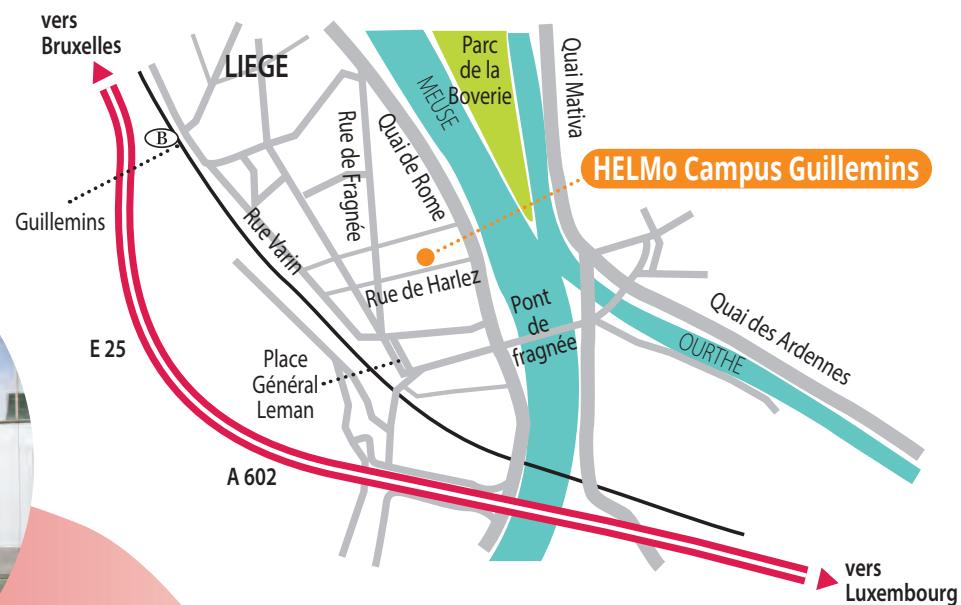 vers
Bruxelles
LIEGE
Parc
de la
Boverie
MEUSE
Quai Mativa
B
Rue de Fragnée
Quai de Rome
HELMo Campus Guillemins
Guillemins
Rue Varin
Rue de Harlez
Pont
de
fragnée
Quai des Ardennes
OURTHE
E 25
Place
Général
Leman
A 602
vers
Luxembourg